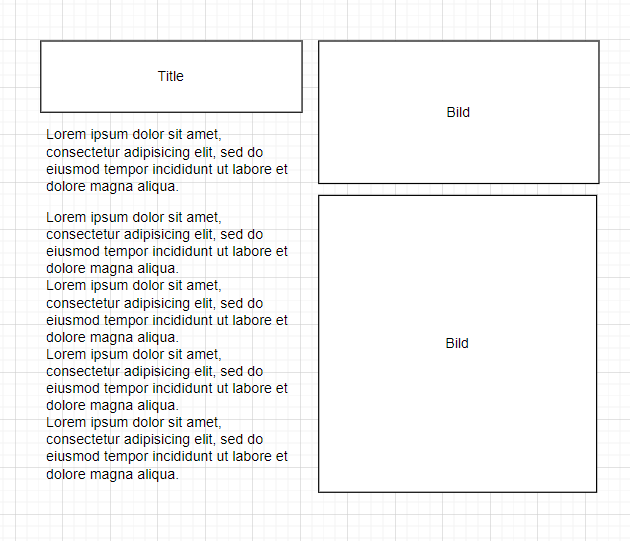 Title
Lorem ipsum dolor sit amet,
consectetur adipisicing elit, sed do
eiusmod tempor incididunt ut labore et
dolore magna aliqua.
Lorem ipsum dolor sit amet,
consectetur adipisicing elit, sed do
eiusmod tempor incididunt ut labore et
dolore magna aliqua.
Lorem ipsum dolor sit amet,
consectetur adipisicing elit, sed do
eiusmod tempor incididunt ut labore et
dolore magna aliqua.
Lorem ipsum dolor sit amet,
consectetur adipisicing elit, sed do
eiusmod tempor incididunt ut labore et
dolore magna aliqua.
Lorem ipsum dolor sit amet,
consectetur adipisicing elit, sed do
eiusmod tempor incididunt ut labore et
dolore magna aliqua.
Bild
Bild